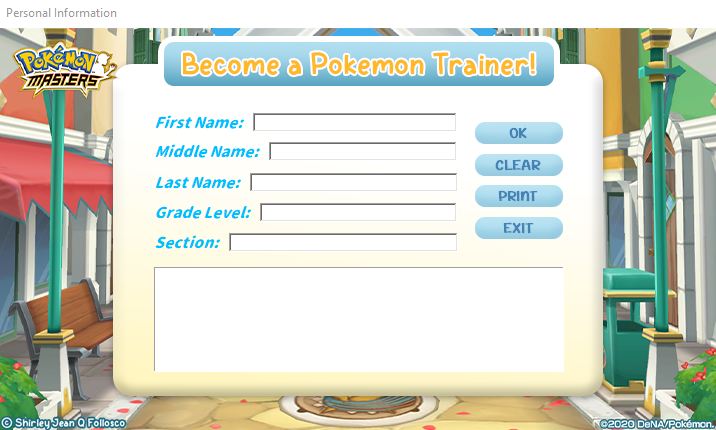 Personal Information
POKÉMON
MASTERS
Become a Pokemon Trainer!
First Name:
Middle Name:
Last Name:
Grade Level:
Section:
OK
CLEAR
PRINT
EXIT
© Shirley Jean Q Follosco
©2020 DeNA/Pokémon.